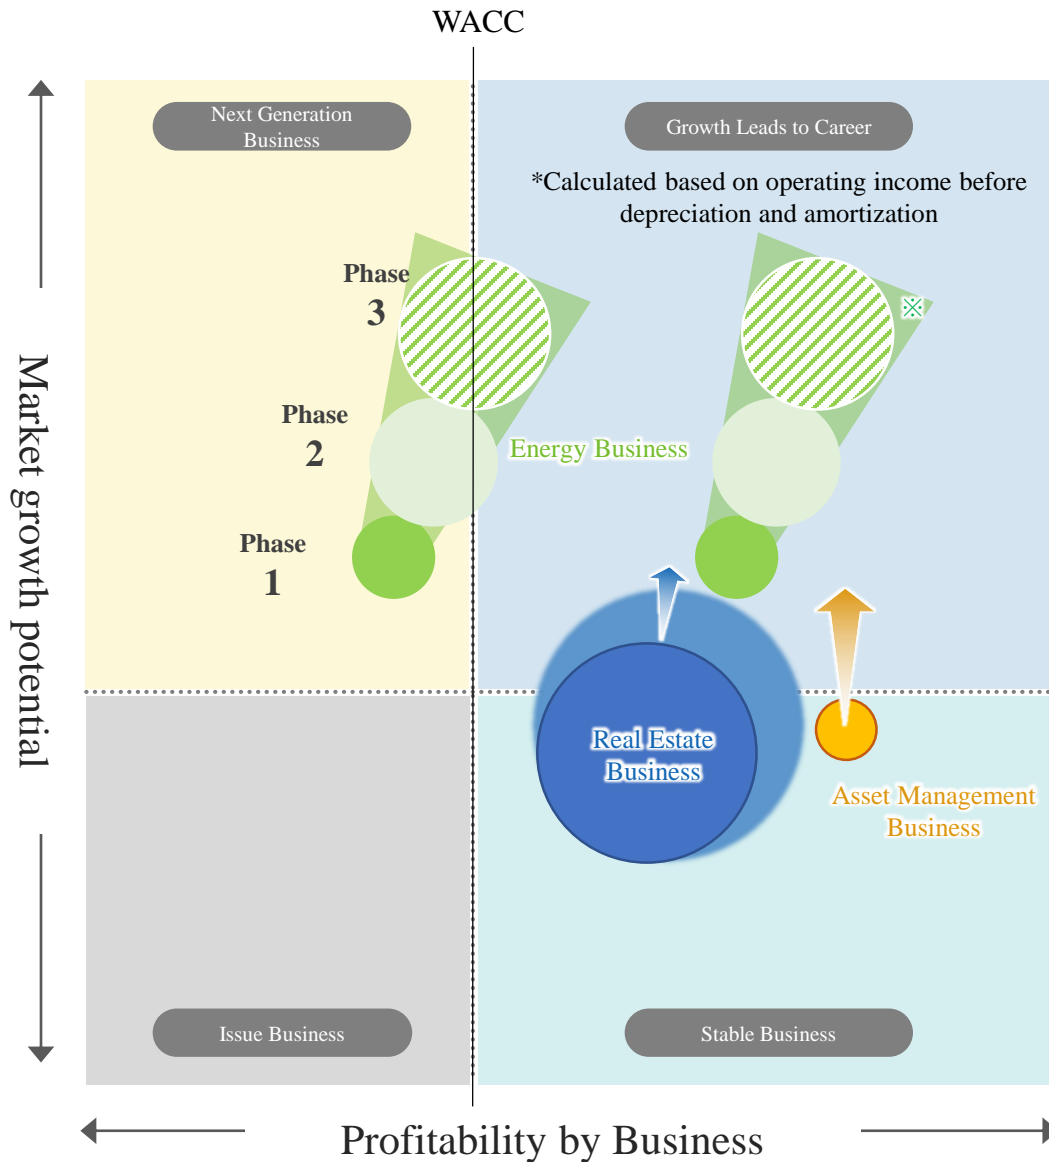 WACC
Next Generation
Business
Growth Leads to Career
*Calculated based on operating income before
depreciation and amortization
Phase
3
※
Phase
2
Energy Business
Phase
1
Market growth potential
Real Estate
Business
Asset Management
Business
Issue Business
Stable Business
Profitability by Business